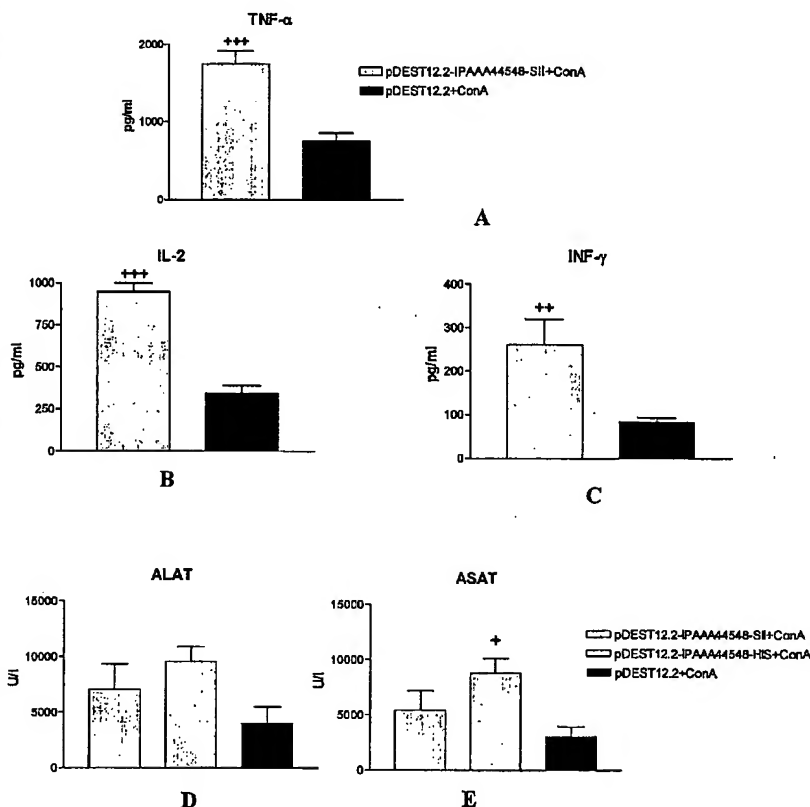 TNF-α
+++
2000
1000
0
pg/ml
pDEST12.2-IPAAA44548-SII+ConA
pDEST12.2+ConA
A
IL-2
+++
1000
750
500
250
0
pg/ml
B
INF-γ
++
400
300
200
100
0
pg/ml
C
ALAT
15000
10000
5000
0
U/l
D
ASAT
+
15000
10000
5000
0
U/l
E
pDEST12.2-IPAAA44548-SII+ConA
pDEST12.2-IPAAA44548-HIS+ConA
pDEST12.2+ConA